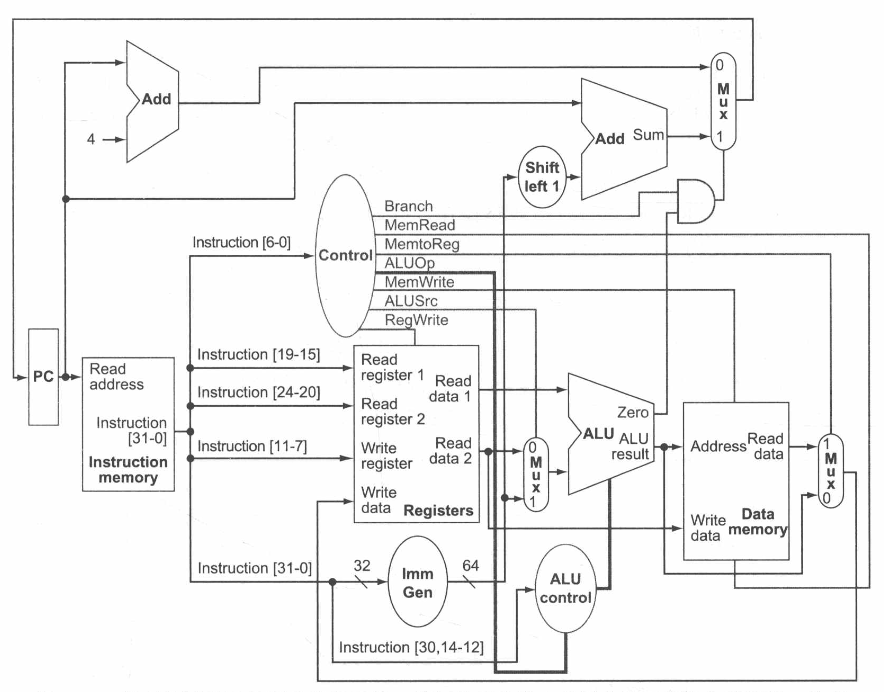 Add
4
0
M
u
x
1
Add Sum
Shift
left 1
Branch
MemRead
Instruction [6-0]
Control
MemtoReg
ALUOp
MemWrite
ALUSrc
RegWrite
PC
Read
address
Instruction
[31-0]
Instruction
memory
Instruction [19-15]
Instruction [24-20]
Instruction [11-7]
Read
register 1
Read
register 2
Write
register
Write
data
Read
data 1
Read
data 2
Registers
0
M
u
x
1
Zero
ALU
ALU
result
Address
Read
data
Write
data
Data
memory
1
M
u
x
0
Instruction [31-0]
32
Imm
Gen
64
ALU
control
Instruction [30,14-12]